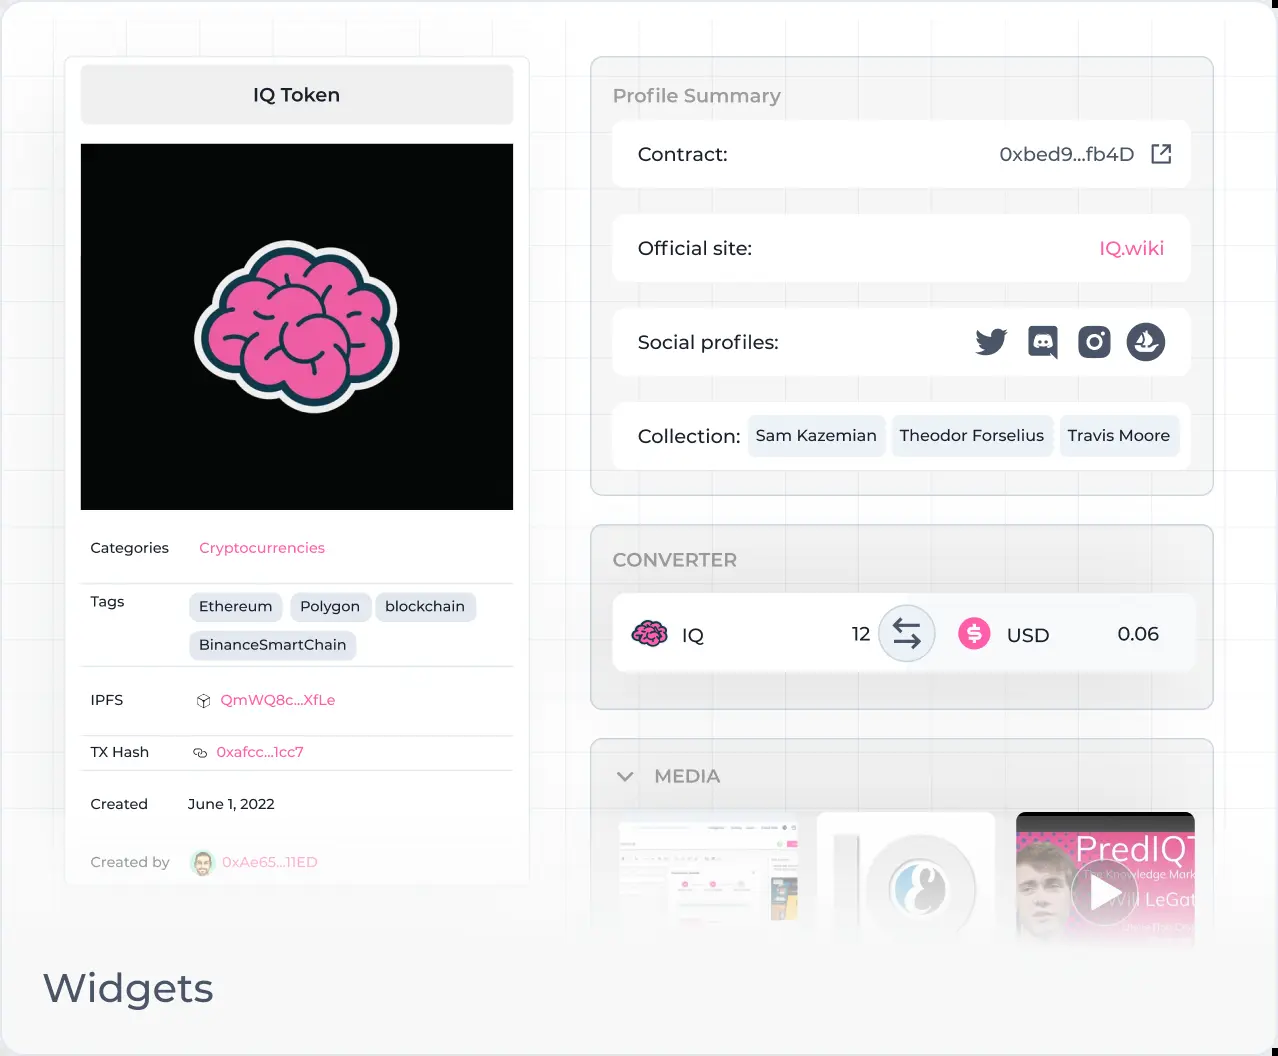 IQ Token
Categories Cryptocurrencies
Tags Ethereum Polygon blockchain
BinanceSmartChain
IPFS QmWQ8c...XfLe
TX Hash 0xafcc...1cc7
Created June 1, 2022
Created by 0xAe65...11ED
Profile Summary
Contract: 0xbed9...fb4D
Official site: IQ.wiki
Social profiles:
Collection: Sam Kazemian Theodor Forselius Travis Moore
CONVERTER
IQ 12 USD 0.06
MEDIA
PredIQT
The Knowledge Mark
Will LeGat
Widgets